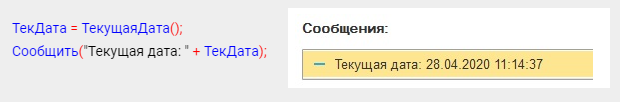 ТекДата = ТекущаяДата();
Сообщить("Текущая дата: " + ТекДата);
Сообщения:
— Текущая дата: 28.04.2020 11:14:37